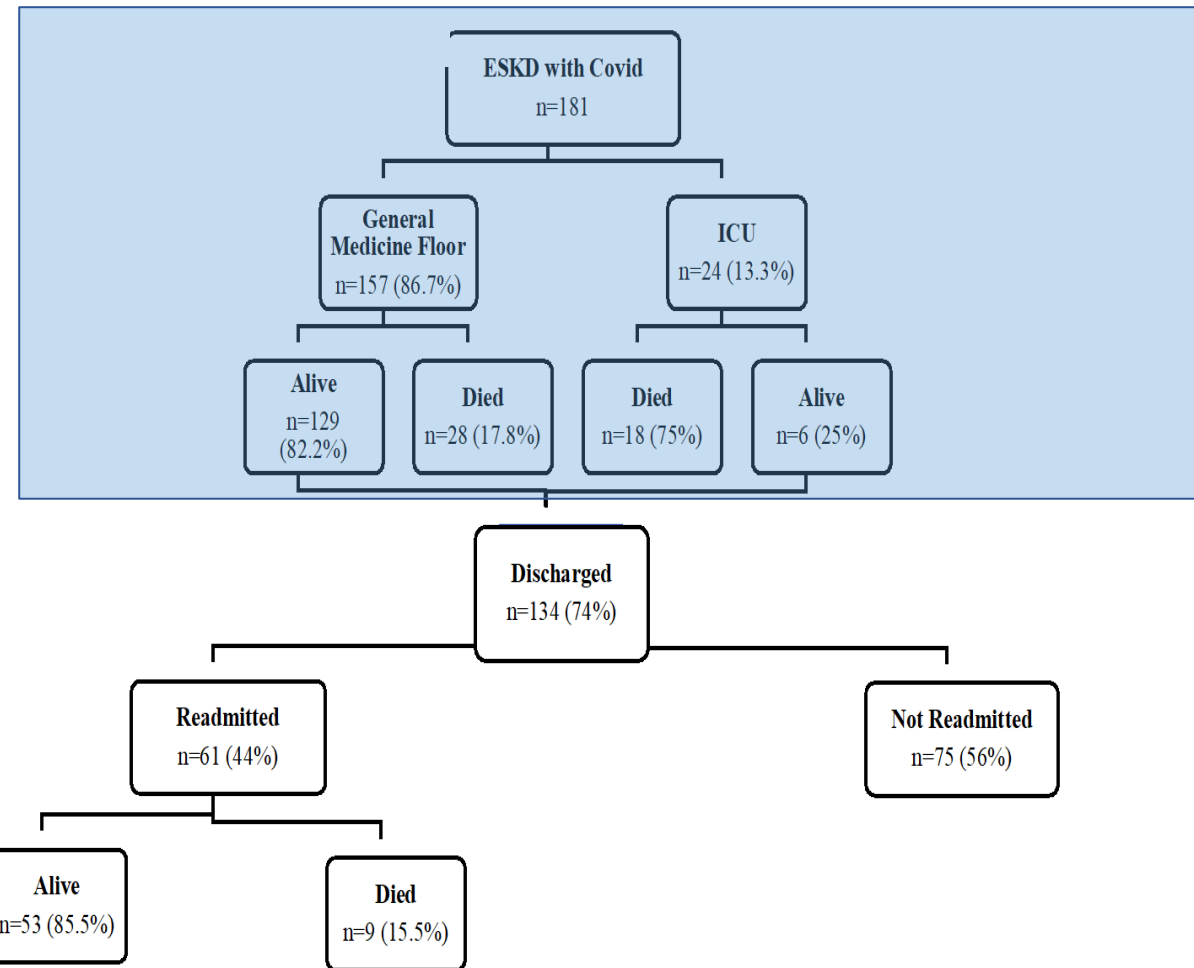 ESKD with Covid
n=181
General
Medicine Floor
n=157 (86.7%)
ICU
n=24 (13.3%)
Alive
n=129
(82.2%)
Died
n=28 (17.8%)
Died
n=18 (75%)
Alive
n=6 (25%)
Discharged
n=134 (74%)
Readmitted
n=61 (44%)
Not Readmitted
n=75 (56%)
Alive
n=53 (85.5%)
Died
n=9 (15.5%)